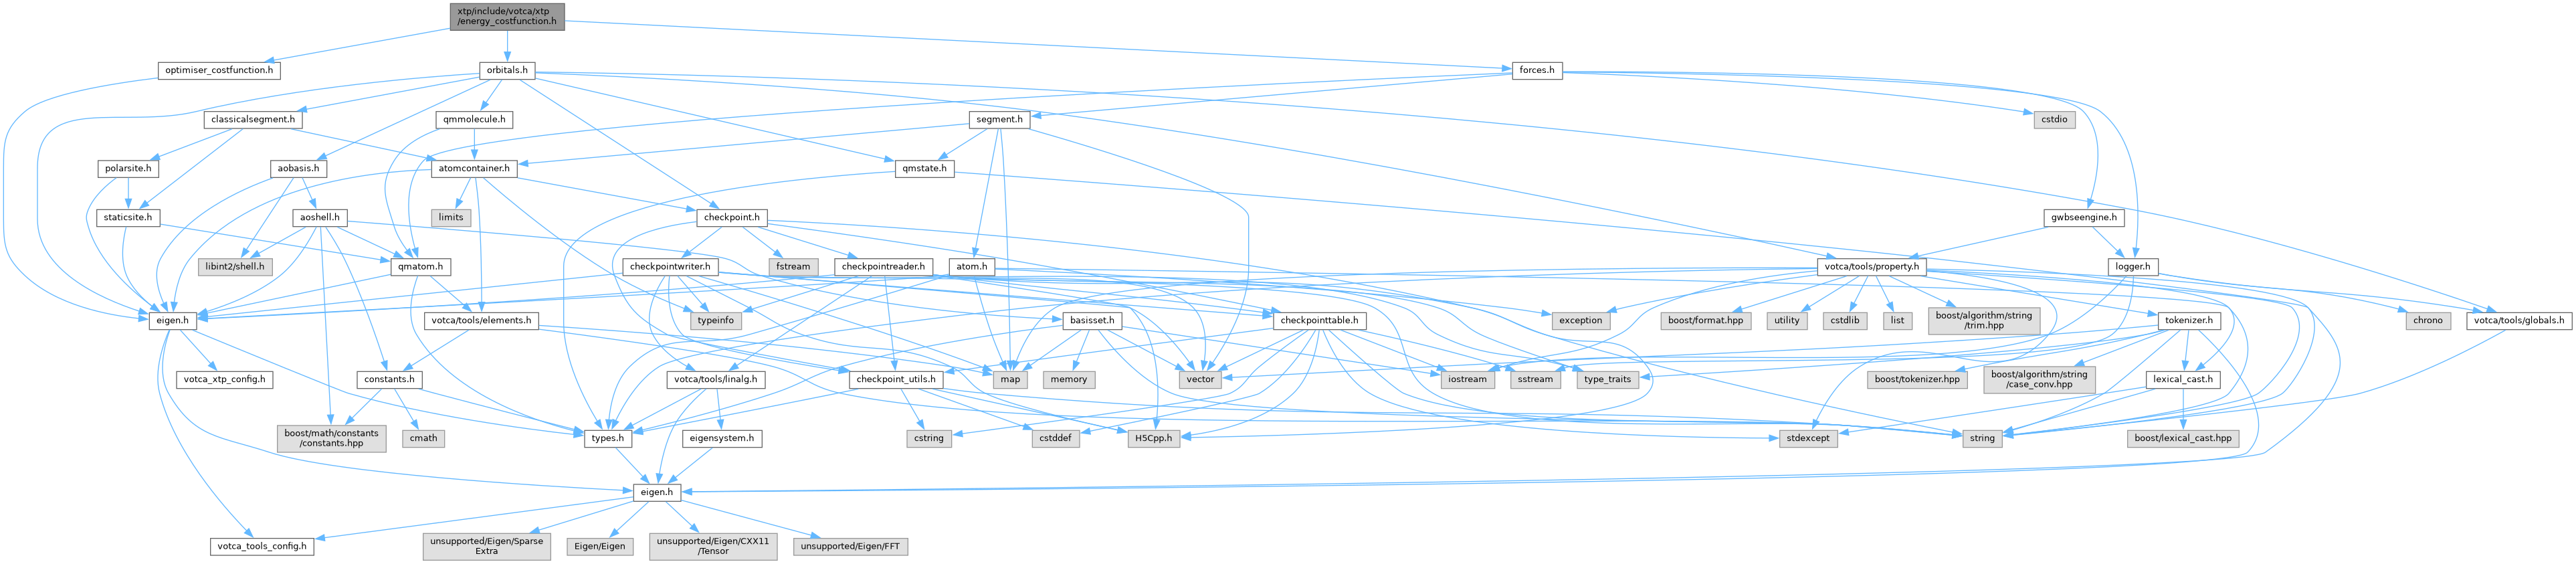 xtp/include/votca/xtp
/energy_costfunction.h
optimiser_costfunction.h
orbitals.h
forces.h
classicalsegment.h
qmmolecule.h
segment.h
cstdio
polarsite.h
aobasis.h
atomcontainer.h
qmstate.h
staticsite.h
aoshell.h
limits
checkpoint.h
gwbseengine.h
libint2/shell.h
qmatom.h
checkpointwriter.h
fstream
checkpointreader.h
atom.h
votca/tools/property.h
logger.h
eigen.h
votca/tools/elements.h
typeinfo
basisset.h
checkpointtable.h
exception
boost/format.hpp
utility
cstdlib
list
boost/algorithm/string
/trim.hpp
tokenizer.h
chrono
votca/tools/globals.h
votca_xtp_config.h
constants.h
votca/tools/linalg.h
checkpoint_utils.h
map
memory
vector
iostream
sstream
type_traits
boost/tokenizer.hpp
boost/algorithm/string
/case_conv.hpp
lexical_cast.h
boost/math/constants
/constants.hpp
cmath
types.h
eigensystem.h
cstring
cstddef
H5Cpp.h
stdexcept
string
boost/lexical_cast.hpp
eigen.h
votca_tools_config.h
unsupported/Eigen/Sparse
Extra
Eigen/Eigen
unsupported/Eigen/CXX11
/Tensor
unsupported/Eigen/FFT